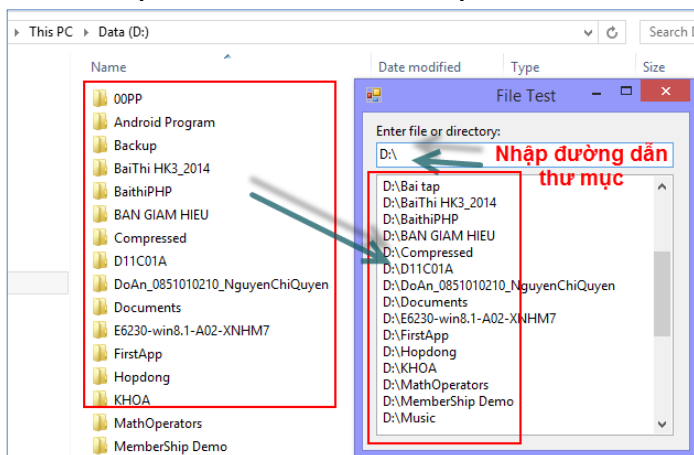 This PC Data (D:)
Search
Name Date modified Type Size
00PP
Android Program
Backup
BaiThi HK3_2014
BaithiPHP
BAN GIAM HIEU
Compressed
D11C01A
DoAn_0851010210_NguyenChiQuyen
Documents
E6230-win8.1-A02-XNHM7
FirstApp
Hopdong
KHOA
MathOperators
MemberShip Demo
File Test
Enter file or directory:
D:\
Nhập đường dẫn
thư mục
D:\Bai tap
D:\BaiThi HK3_2014
D:\BaithiPHP
D:\BAN GIAM HIEU
D:\Compressed
D:\D11C01A
D:\DoAn_0851010210_NguyenChiQuyen
D:\Documents
D:\E6230-win8.1-A02-XNHM7
D:\FirstApp
D:\Hopdong
D:\KHOA
D:\MathOperators
D:\MemberShip Demo
D:\Music